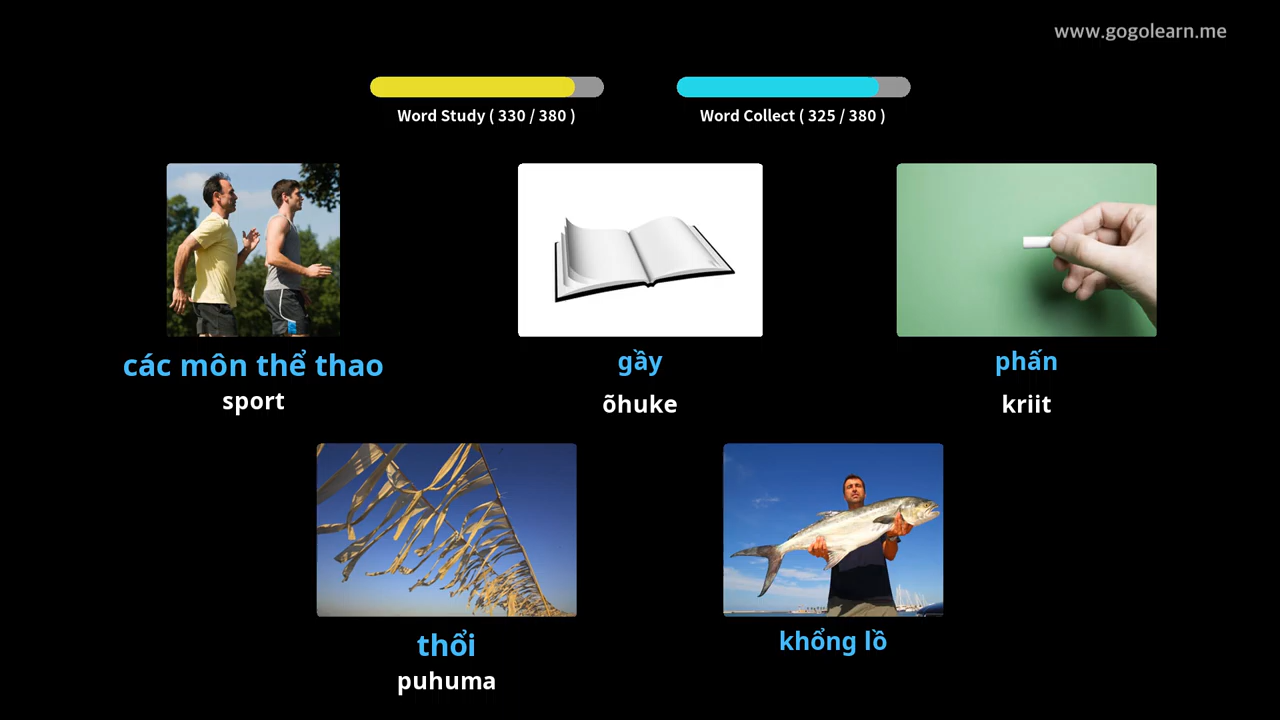 www.gogolearn.me
Word Study ( 330 / 380 )
Word Collect ( 325 / 380 )
các môn thể thao
sport
gầy
õhuke
phấn
kriit
thổi
puhuma
khổng lồ